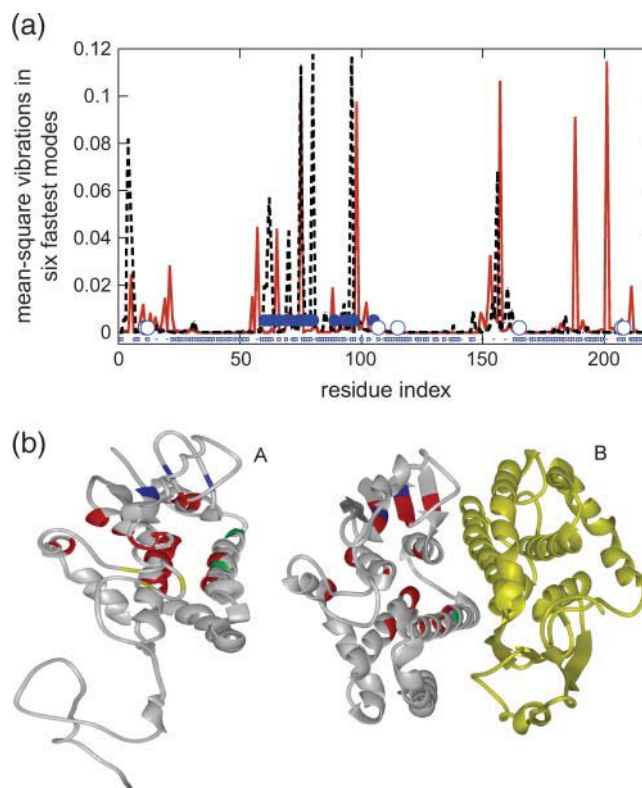 (a)
mean-square vibrations in
six fastest modes
0.12
0.1
0.08
0.06
0.04
0.02
0
0 50 100 150 200
residue index
(b)
A
B